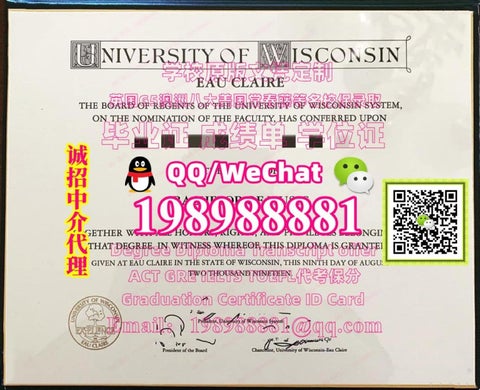 UNIVERSITY OF WISCONSIN
EAU CLAIRE
学校原版文凭定制
THE BOARD OF REGENTS OF THE UNIVERSITY OF WISCONSIN SYSTEM,
ON THE NOMINATION OF THE FACULTY, HAS CONFERRED UPON
毕业证 成绩单 学位证
诚招中介代理
QQ/WeChat
198988881
THAT DEGREE. IN WITNESS WHEREOF, THIS DIPLOMA IS GRANTED
Degree Diploma Transcript Offer
GIVEN AT EAU CLAIRE IN THE STATE OF WISCONSIN, THIS NINTH DAY OF AUGUST
TWO THOUSAND NINETEEN.
ACT GRE IELTS TOEFL代考保分
Graduation Certificate ID Card
Email: 198988881@qq.com
President of the Board
Chancellor, University of Wisconsin-Eau Claire
EAU CLAIRE